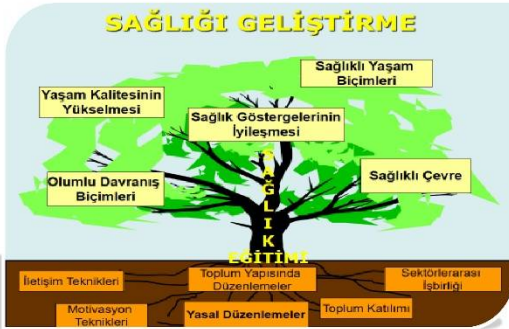 SAĞLIĞI GELİŞTİRME
Sağlıklı Yaşam
Biçimleri
Yaşam Kalitesinin
Yükselmesi
Sağlık Göstergelerinin
İyileşmesi
Olumlu Davranış
Biçimleri
Sağlıklı Çevre
SAĞLIK
EĞİTİMİ
İletişim Teknikleri
Toplum Yapısında
Düzenlemeler
Sektörlerarası
İşbirliği
Motivasyon
Teknikleri
Yasal Düzenlemeler
Toplum Katılımı